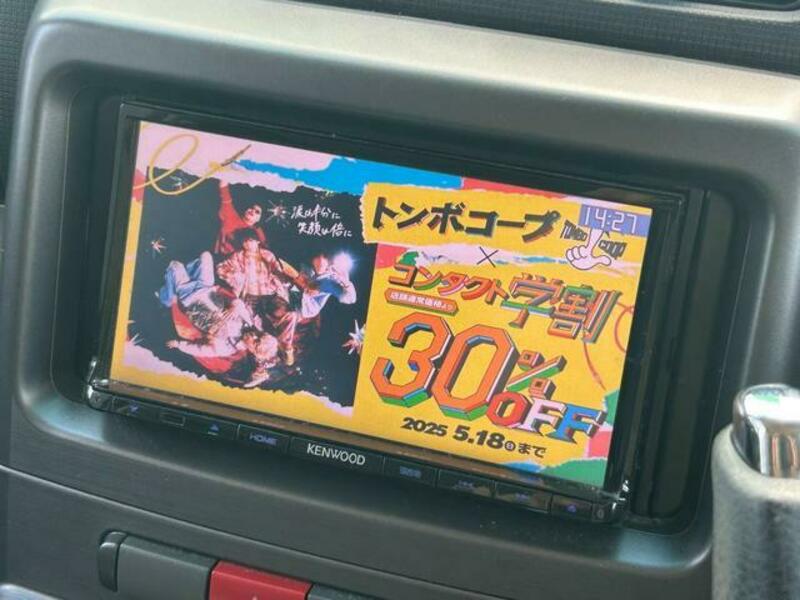 涙は半分に
笑顔は倍に
トンボコープ
14:27
TOMBO
COOP
×
コンタクト学割
店頭通常価格より
30%OFF
2025 5.18㊐まで
HOME
KENWOOD